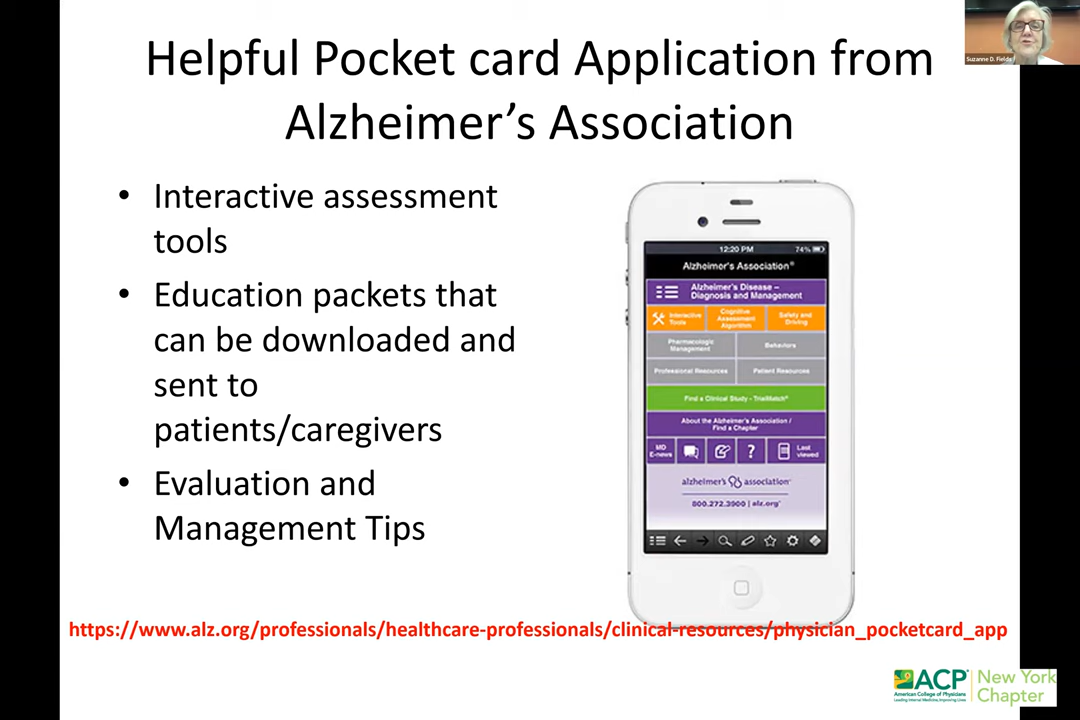 Helpful Pocket card Application from
Alzheimer's Association
Suzanne D. Fields
• Interactive assessment
tools
• Education packets that
can be downloaded and
sent to
patients/caregivers
• Evaluation and
Management Tips
12:20 PM 74%
Alzheimer's Association®
Alzheimer's Disease –
Diagnosis and Management
Interactive
Tools
Cognitive
Assessment
Algorithm
Safety and
Driving
Pharmacologic
Management
Behaviors
Professional Resources
Patient Resources
Find a Clinical Study - TrialMatch®
About the Alzheimer's Association /
Find a Chapter
MD
E-news
?
Last
viewed
alzheimer's association®
800.272.3900 | alz.org®
https://www.alz.org/professionals/healthcare-professionals/clinical-resources/physician_pocketcard_app
ACP®
American College of Physicians
Leading Internal Medicine, Improving Lives
New York
Chapter